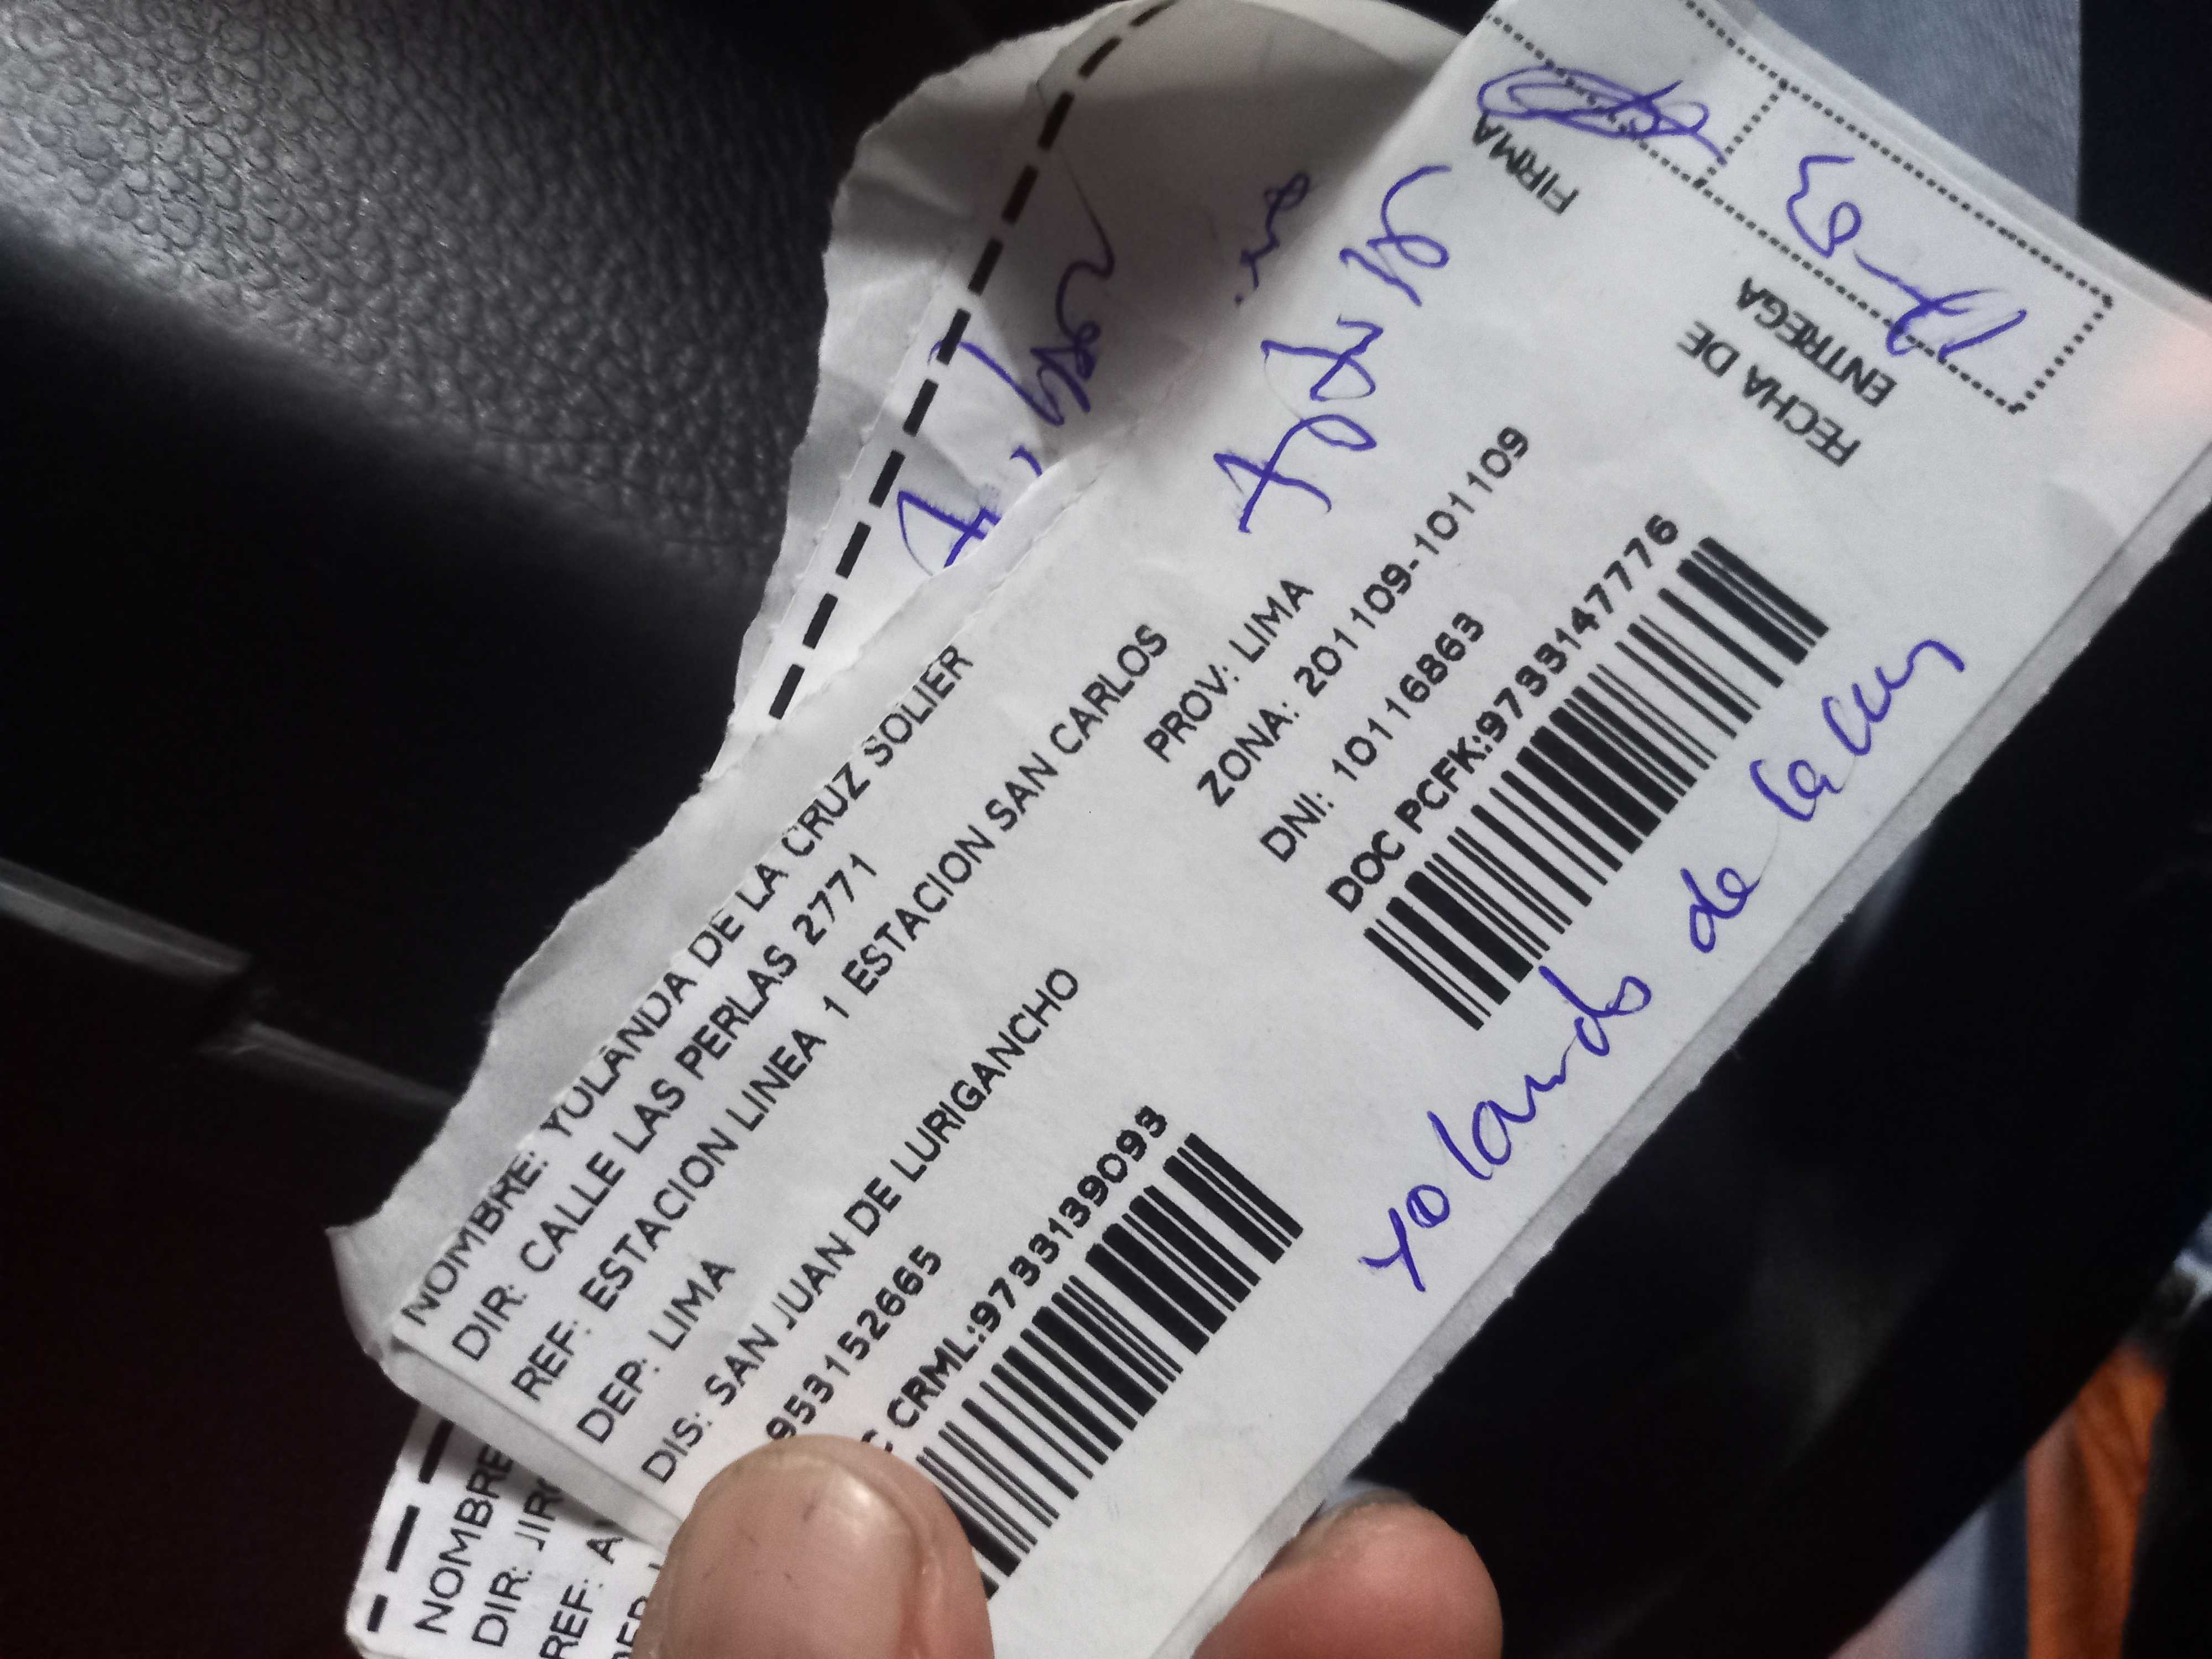 NOMBRE: YOLANDA DE LA CRUZ SOLIER
DIR: CALLE LAS PERLAS 2771
REF: ESTACION LINEA 1 ESTACION SAN CARLOS
DEP: LIMA
PROV: LIMA
DIS: SAN JUAN DE LURIGANCHO
ZONA: 201109-101109
953152665
DNI: 10116863
C CRML:9733139093
DOC PCFK:9733147776
FIRMA
FECHA DE
ENTREGA
Yolanda de la Cruz
NOMBRE
DIR: JIR
REF: A